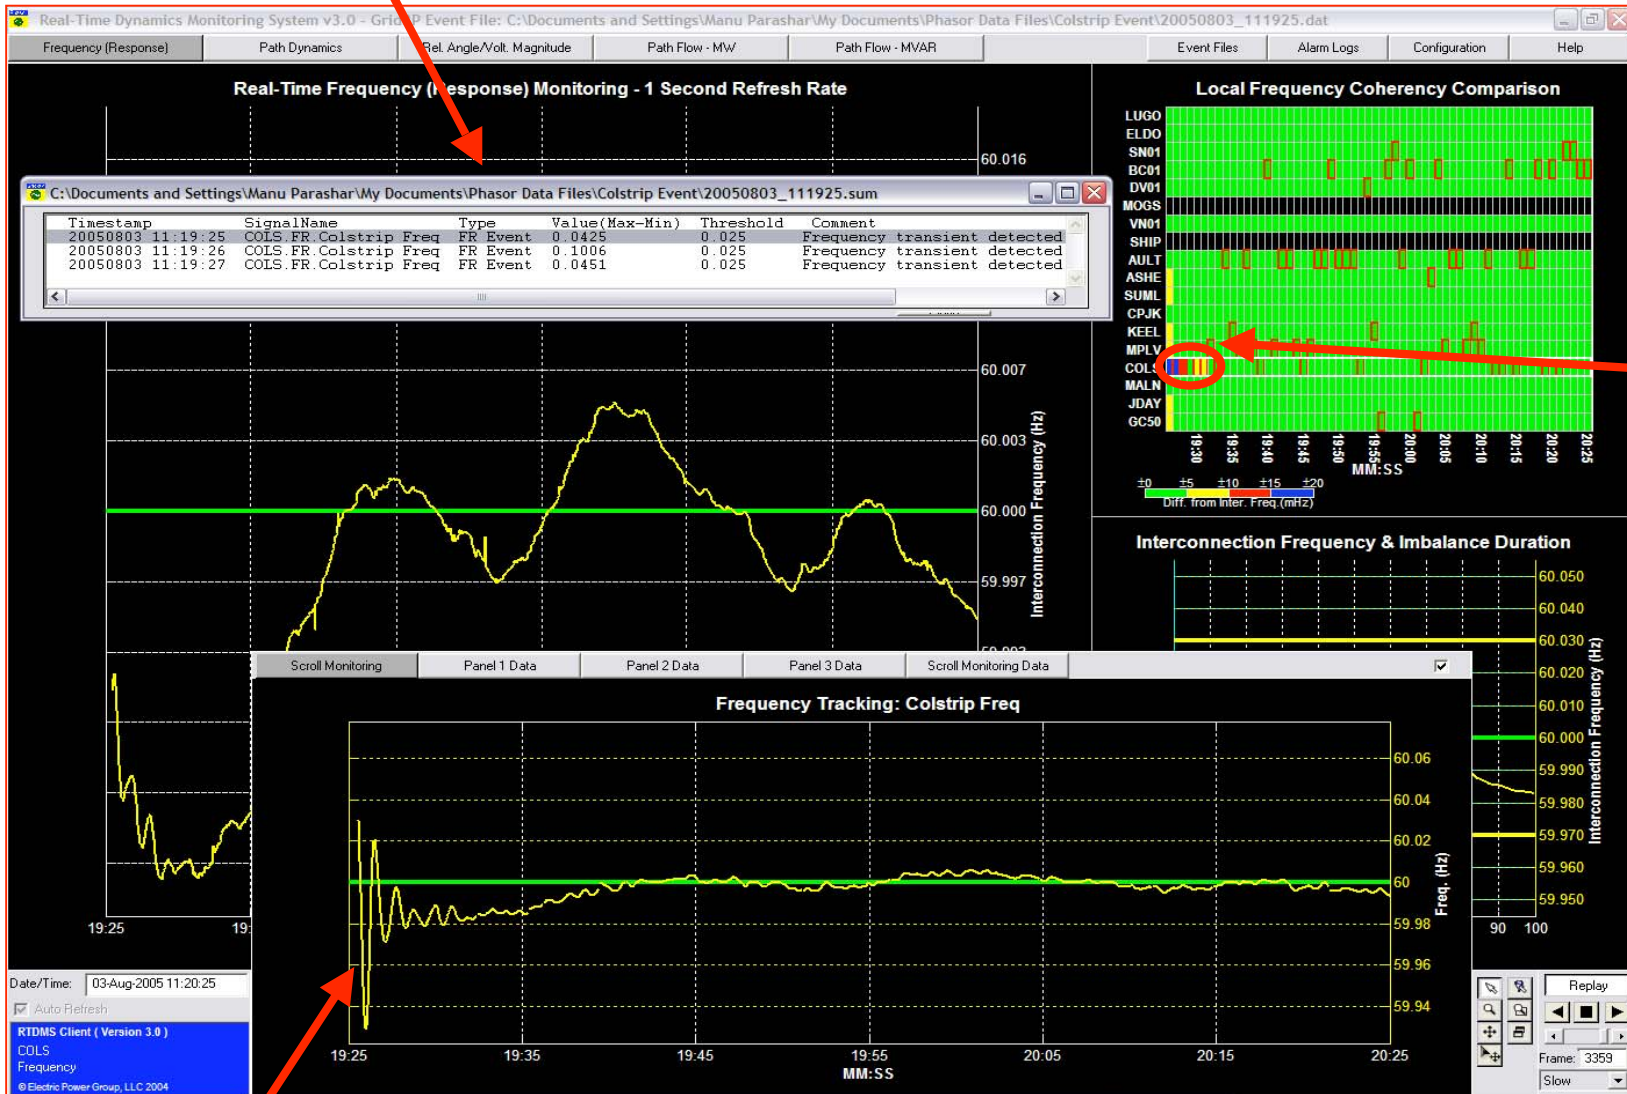 Real-Time Dynamics Monitoring System v3.0 - Grid P Event File: C:\Documents and Settings\Manu Parashar\My Documents\Phasor Data Files\Colstrip Event\20050803_111925.dat
Frequency (Response)
Path Dynamics
Rel. Angle/Volt. Magnitude
Path Flow - MW
Path Flow - MVAR
Event Files
Alarm Logs
Configuration
Help
Real-Time Frequency (Response) Monitoring - 1 Second Refresh Rate
60.016
C:\Documents and Settings\Manu Parashar\My Documents\Phasor Data Files\Colstrip Event\20050803_111925.sum
Timestamp SignalName Type Value(Max-Min) Threshold Comment
20050803 11:19:25 COLS.FR.Colstrip Freq FR Event 0.0425 0.025 Frequency transient detected
20050803 11:19:26 COLS.FR.Colstrip Freq FR Event 0.1006 0.025 Frequency transient detected
20050803 11:19:27 COLS.FR.Colstrip Freq FR Event 0.0451 0.025 Frequency transient detected
60.007
60.003
60.000
59.997
Interconnection Frequency (Hz)
19:25
19:
Local Frequency Coherency Comparison
LUGO
ELDO
SN01
BC01
DV01
MOGS
VN01
SHIP
AULT
ASHE
SUML
CPJK
KEEL
MPLV
COLS
MALN
JDAY
GC50
19:30 19:35 19:40 19:45 19:50 19:55 20:00 20:05 20:10 20:15 20:20 20:25
MM:SS
±0 ±5 ±10 ±15 ±20
Diff. from Inter. Freq.(mHz)
Interconnection Frequency & Imbalance Duration
60.050
60.040
60.030
60.020
60.010
60.000
59.990
59.980
59.970
59.960
59.950
Interconnection Frequency (Hz)
90 100
Scroll Monitoring
Panel 1 Data
Panel 2 Data
Panel 3 Data
Scroll Monitoring Data
Frequency Tracking: Colstrip Freq
60.06
60.04
60.02
60
59.98
59.96
59.94
Freq. (Hz)
19:25 19:35 19:45 19:55 20:05 20:15 20:25
MM:SS
Date/Time: 03-Aug-2005 11:20:25
Auto Refresh
RTDMS Client ( Version 3.0 )
COLS
Frequency
© Electric Power Group, LLC 2004
Replay
Frame: 3359
Slow